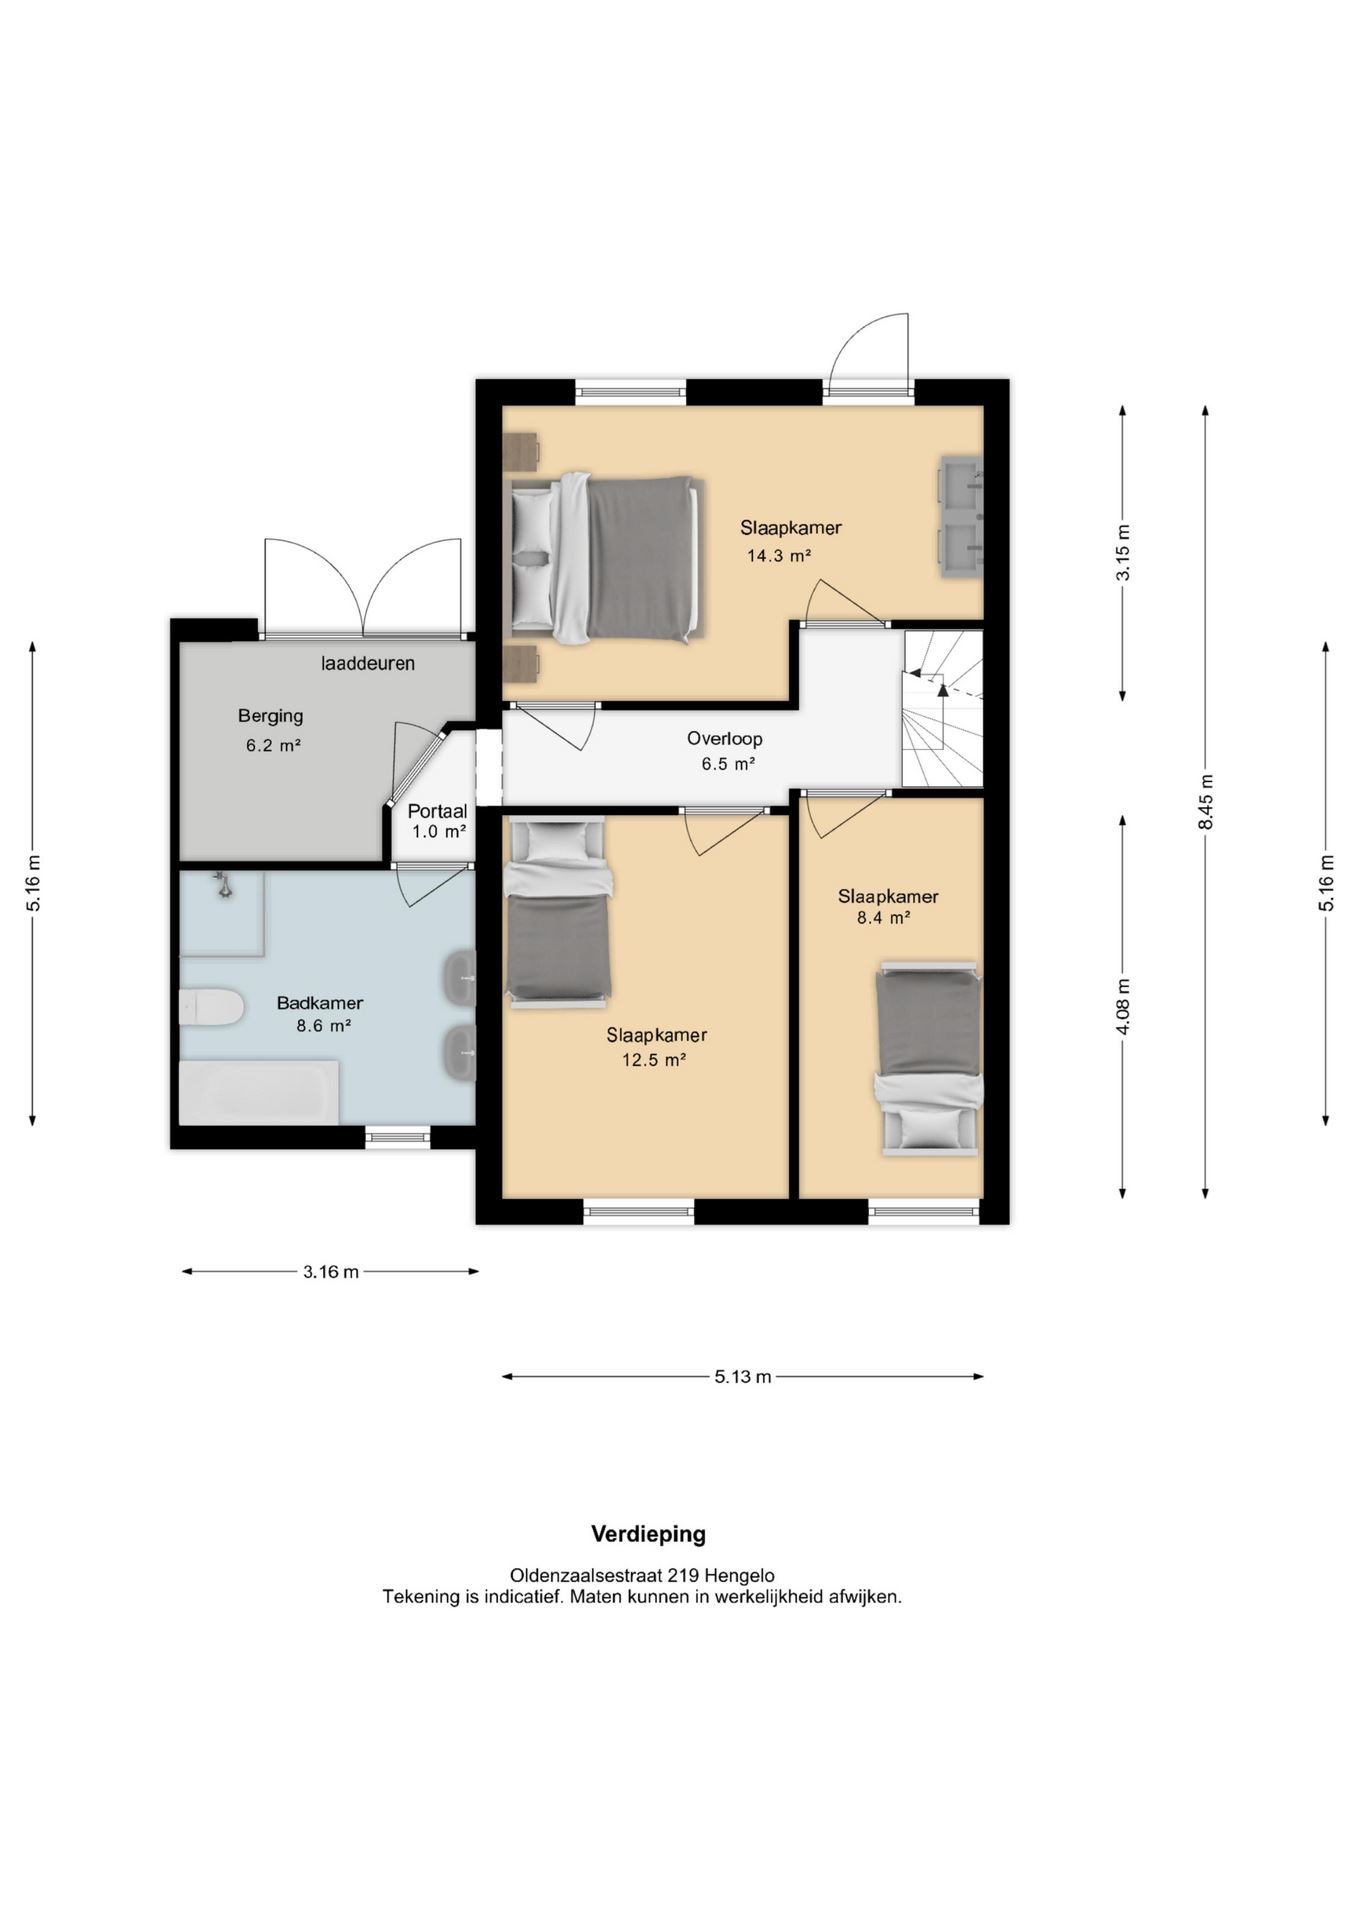 Slaapkamer
14.3 m²
3.15 m
laaddeuren
Berging
6.2 m²
Overloop
6.5 m²
Portaal
1.0 m²
8.45 m
5.16 m
5.16 m
Slaapkamer
8.4 m²
Badkamer
8.6 m²
4.08 m
Slaapkamer
12.5 m²
3.16 m
5.13 m
Verdieping
Oldenzaalsestraat 219 Hengelo
Tekening is indicatief. Maten kunnen in werkelijkheid afwijken.